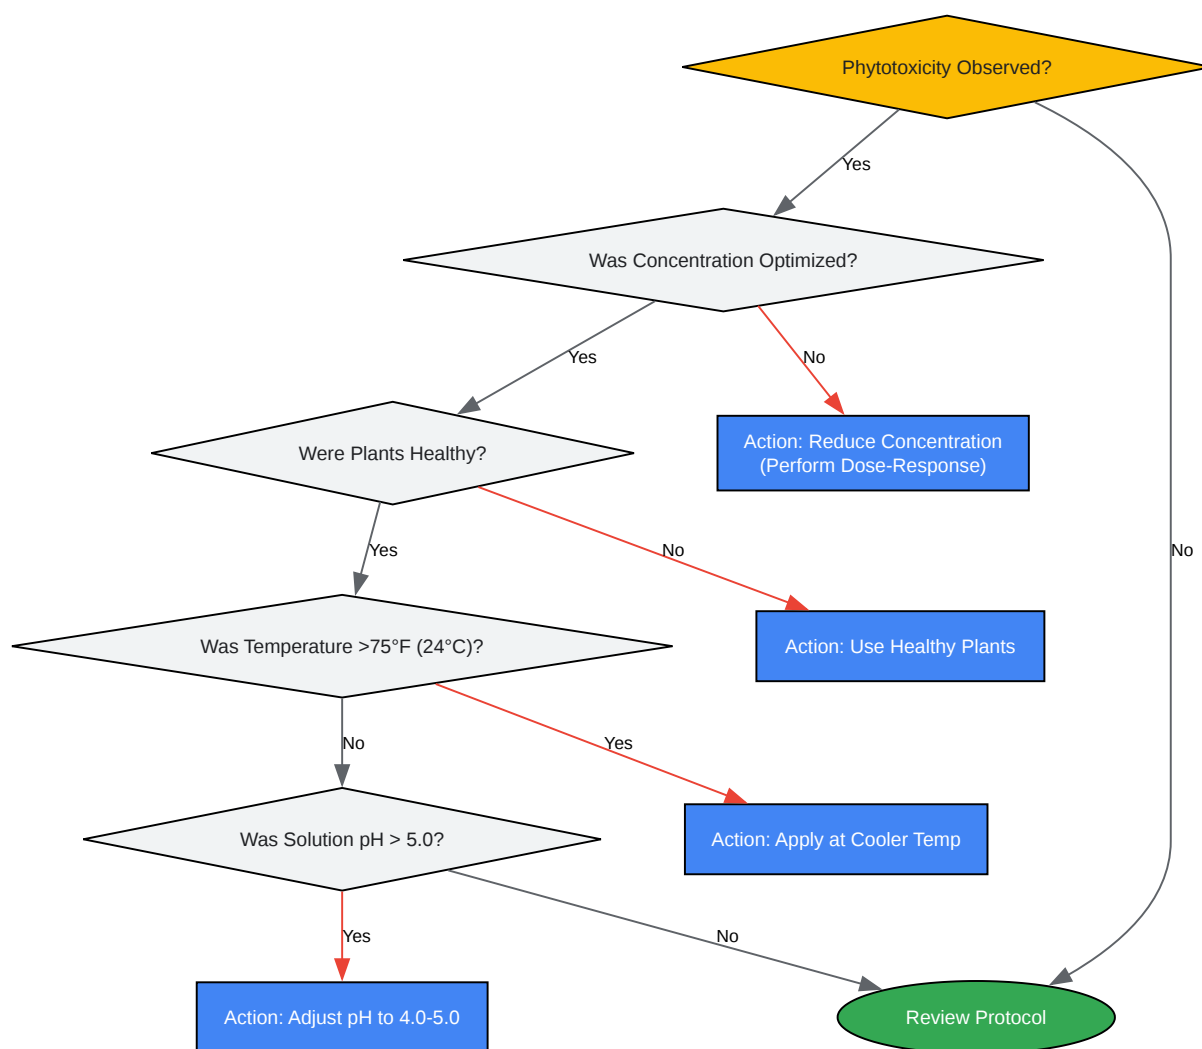 Phytotoxicity Observed?
Yes
Was Concentration Optimized?
Yes
No
Were Plants Healthy?
Action: Reduce Concentration
(Perform Dose-Response)
Yes
No
No
Was Temperature >75°F (24°C)?
Action: Use Healthy Plants
No
Yes
Was Solution pH > 5.0?
Action: Apply at Cooler Temp
Yes
No
Action: Adjust pH to 4.0-5.0
Review Protocol